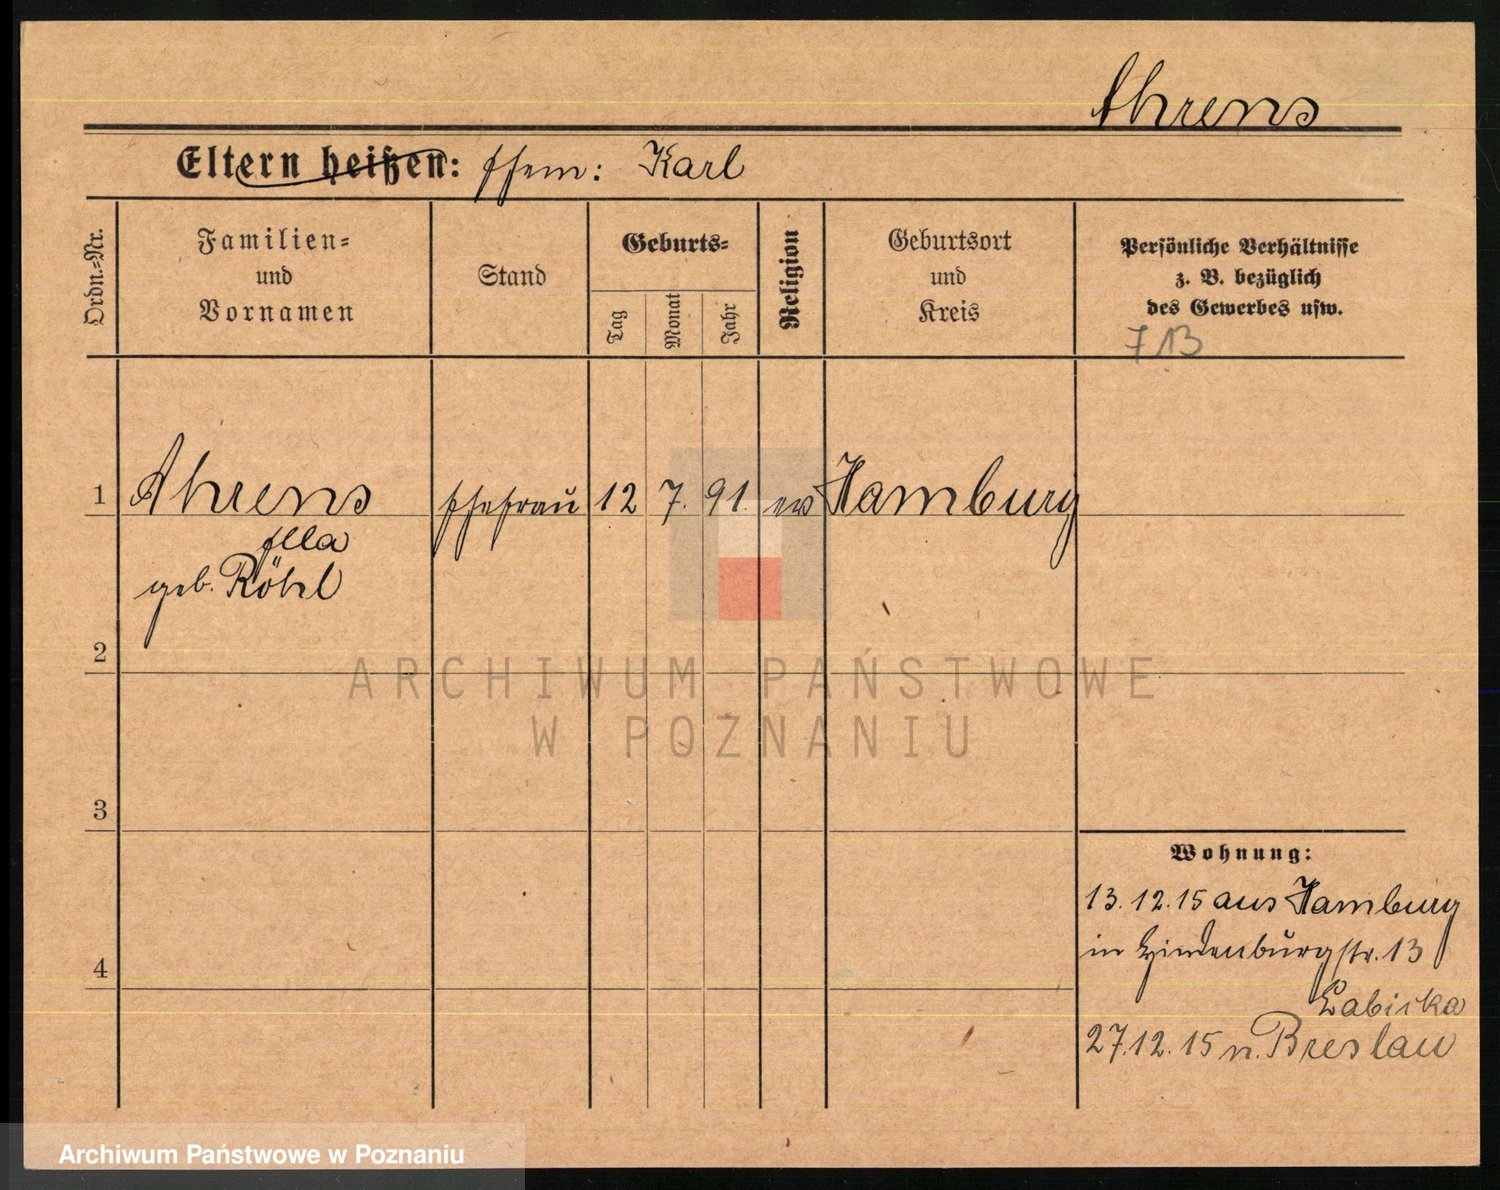 Ahrens
Eltern heißen: Ehem: Karl
Ordn.-Nr.
Familien-
und
Vornamen
Stand
Geburts-
Tag
Monat
Jahr
Religion
Geburtsort
und
Kreis
Persönliche Verhältnisse
z. B. bezüglich
des Gewerbes usw.
713
1 Ahrens Ehefrau 12 7. 91. ev Hamburg
Ella
geb. Röhl
2
ARCHIWUM PAŃSTWOWE
W POZNANIU
3
Wohnung:
13. 12. 15 aus Hamburg
in Hindenburgstr. 13
4
Labicka
27.12.15 n. Breslau
Archiwum Państwowe w Poznaniu